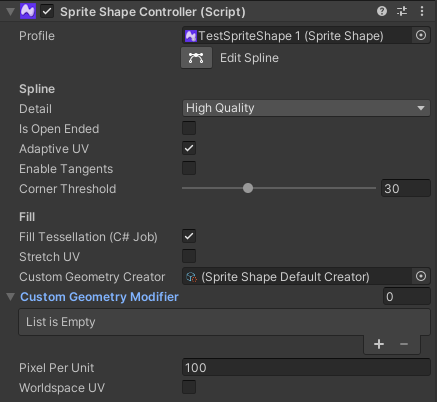 Sprite Shape Controller (Script)
Profile TestSpriteShape 1 (Sprite Shape)
Edit Spline
Spline
Detail High Quality
Is Open Ended
Adaptive UV
Enable Tangents
Corner Threshold 30
Fill
Fill Tessellation (C# Job)
Stretch UV
Custom Geometry Creator (Sprite Shape Default Creator)
Custom Geometry Modifier 0
List is Empty
Pixel Per Unit 100
Worldspace UV